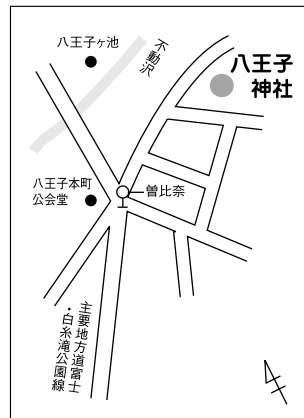 八王子ヶ池
不動沢
八王子
神社
八王子本町
公会堂
曽比奈
主要地方道富士
・白糸滝公園線